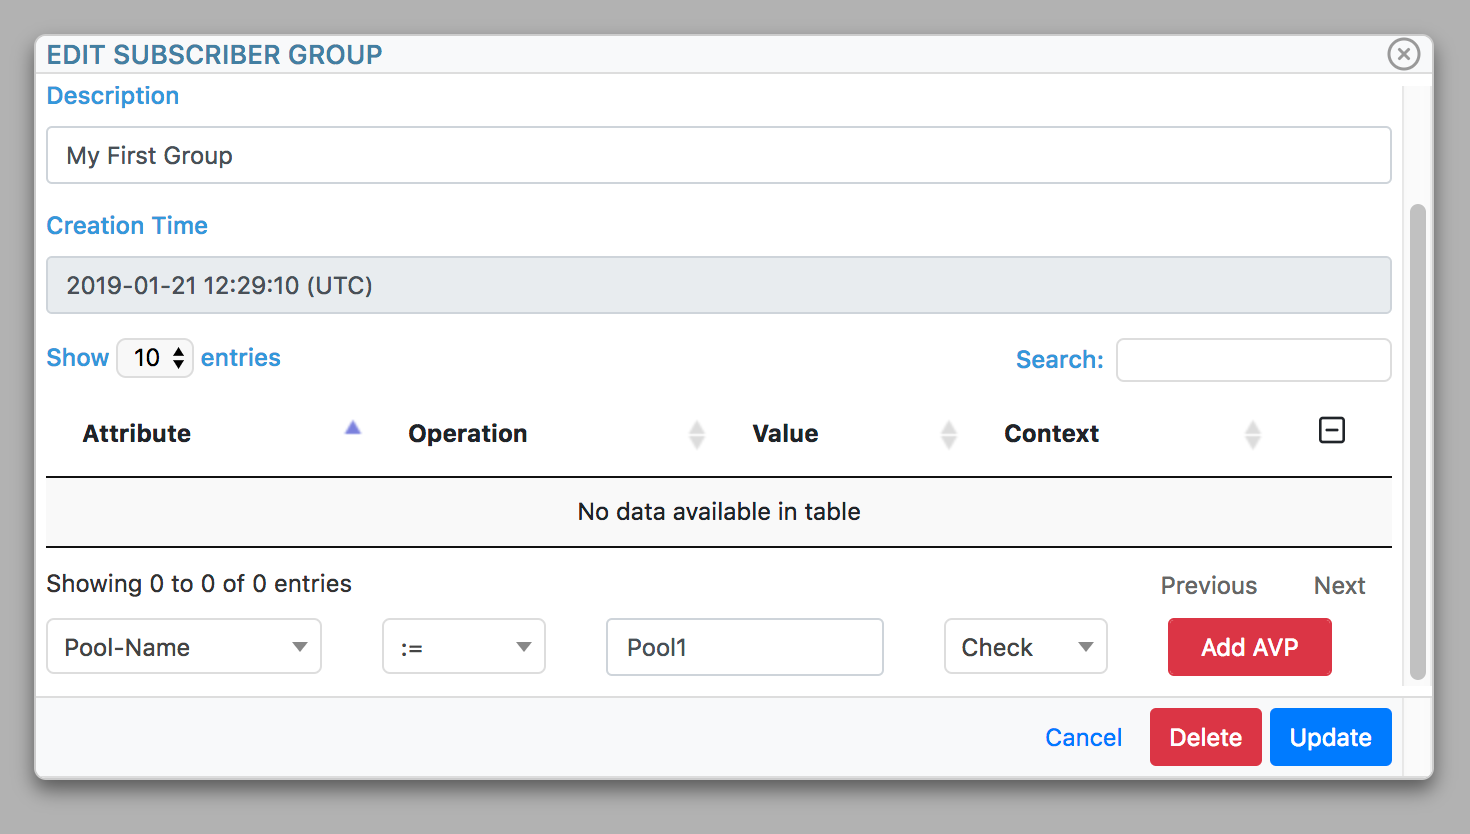 EDIT SUBSCRIBER GROUP
Description
My First Group
Creation Time
2019-01-21 12:29:10 (UTC)
Show 10 entries Search:
Attribute Operation Value Context
No data available in table
Showing 0 to 0 of 0 entries Previous Next
Pool-Name := Pool1 Check Add AVP
Cancel Delete Update